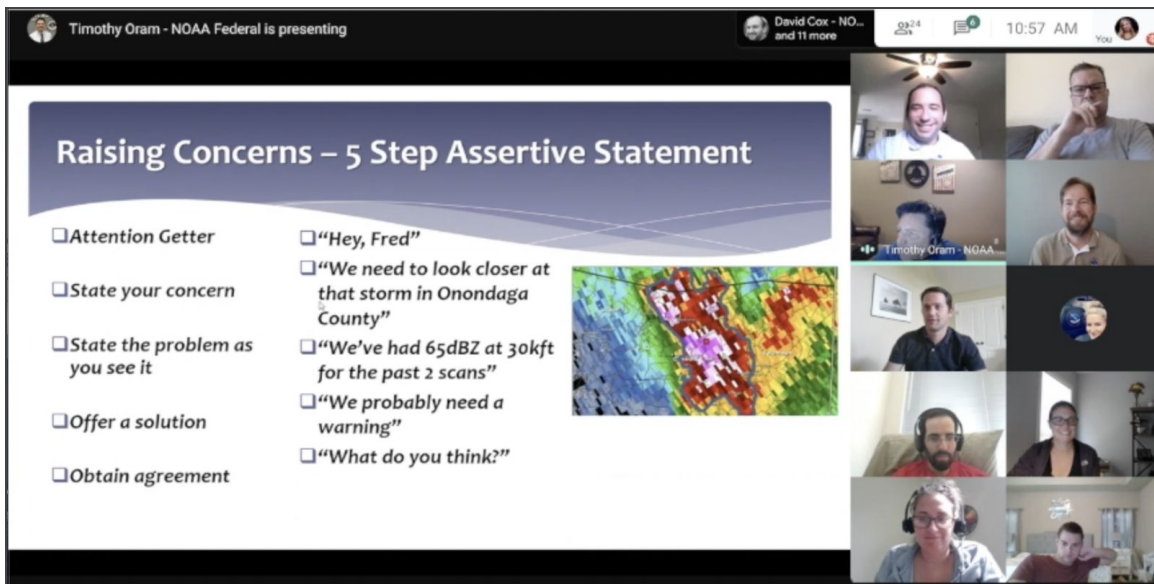 Timothy Oram - NOAA Federal is presenting
David Cox - NO...
and 11 more
24
6
10:57 AM
You
Raising Concerns – 5 Step Assertive Statement
Attention Getter
State your concern
State the problem as
you see it
Offer a solution
Obtain agreement
“Hey, Fred”
“We need to look closer at
that storm in Onondaga
County”
“We’ve had 65dBZ at 30kft
for the past 2 scans”
“We probably need a
warning”
“What do you think?”
Timothy Oram - NOAA ...